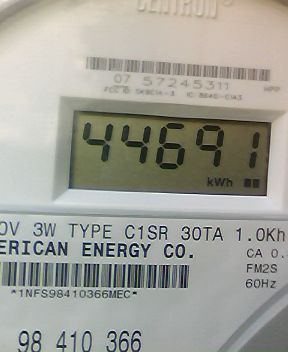 CENTRON®
07 57245311
44691
kWh
0V 3W TYPE C1SR 30TA 1.0Kh
ERICAN ENERGY CO.
CA 0.
FM2S
*1NFS98410366MEC*
60Hz
98 410 366